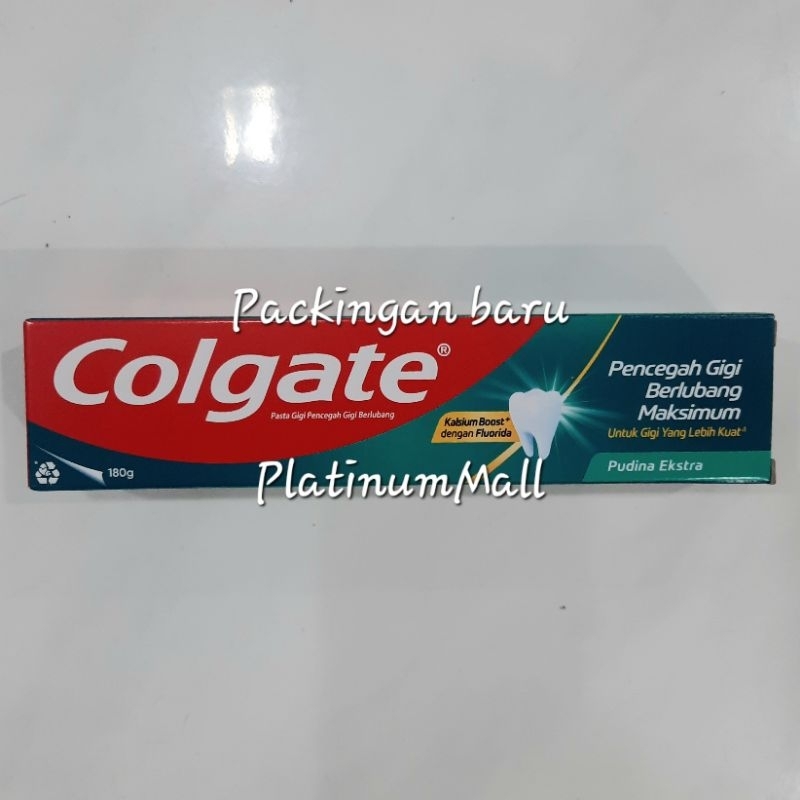 Packingan baru
Colgate®
Pasta Gigi Pencegah Gigi Berlubang
Kalsium Boost+
dengan Fluorida
Pencegah Gigi
Berlubang
Maksimum
Untuk Gigi Yang Lebih Kuat
Pudina Ekstra
180g
PlatinumMall